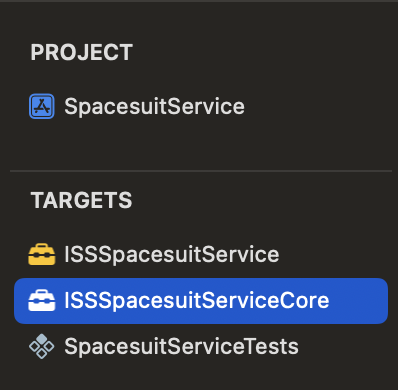 PROJECT
SpacesuitService
TARGETS
ISSSpacesuitService
ISSSpacesuitServiceCore
SpacesuitServiceTests